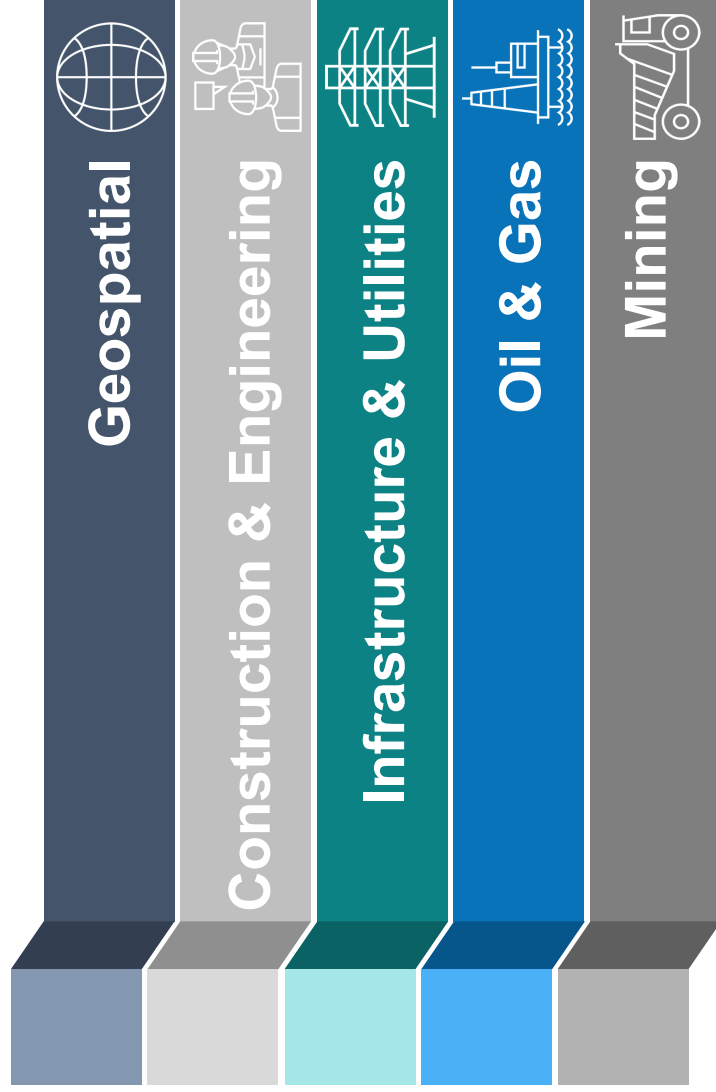 Geospatial
Construction & Engineering
Infrastructure & Utilities
Oil & Gas
Mining